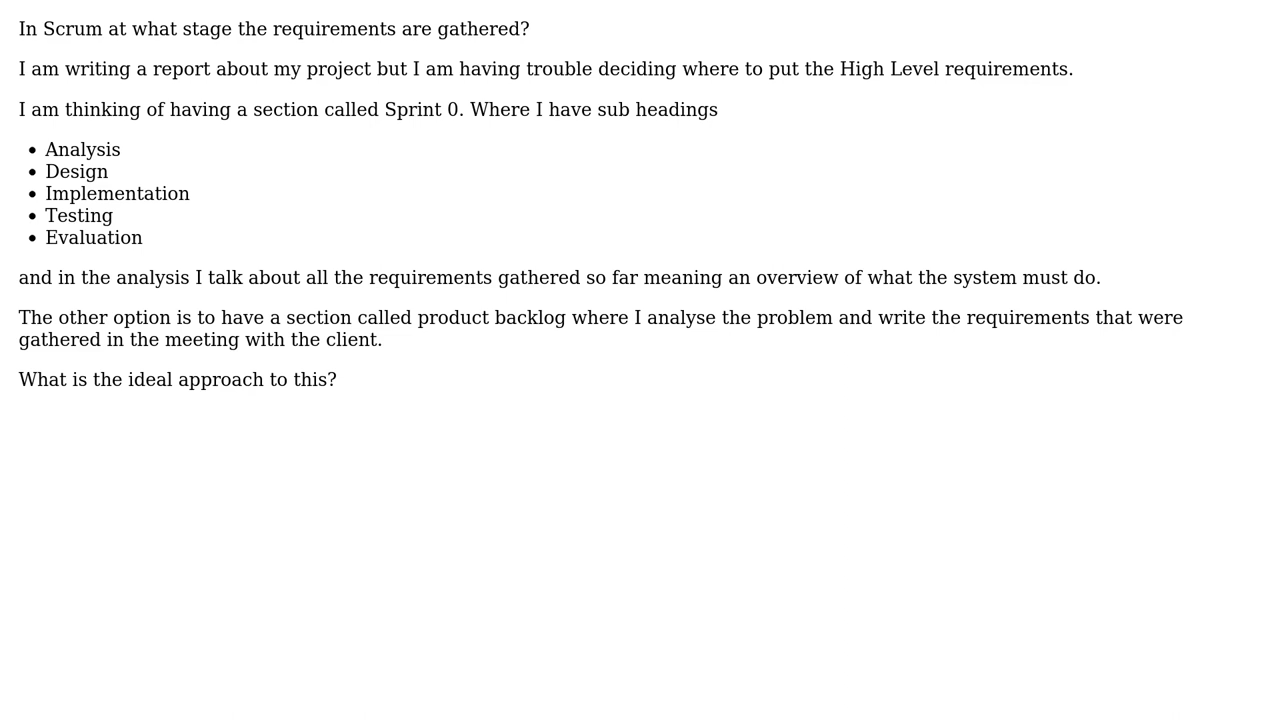 In Scrum at what stage the requirements are gathered?
I am writing a report about my project but I am having trouble deciding where to put the High Level requirements.
I am thinking of having a section called Sprint 0. Where I have sub headings
• Analysis
• Design
• Implementation
• Testing
• Evaluation
and in the analysis I talk about all the requirements gathered so far meaning an overview of what the system must do.
The other option is to have a section called product backlog where I analyse the problem and write the requirements that were
gathered in the meeting with the client.
What is the ideal approach to this?